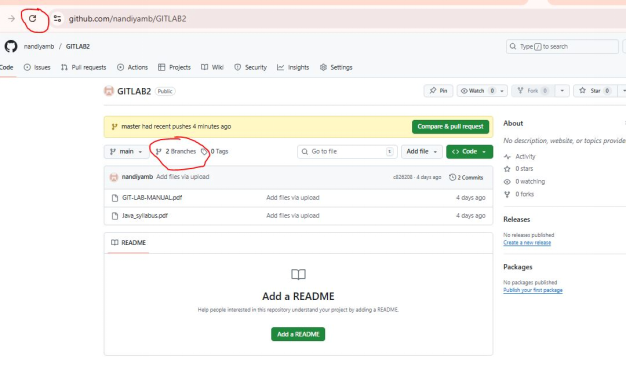 github.com/nandiyamb/GITLAB2
nandiyamb / GITLAB2
Type / to search
Code Issues Pull requests Actions Projects Wiki Security Insights Settings
GITLAB2 Public
Pin Watch 0 Fork 0 Star 0
master had recent pushes 4 minutes ago
Compare & pull request
main 2 Branches 0 Tags
Go to file t
Add file Code
nandiyamb Add files via upload
c826208 · 4 days ago 2 Commits
GIT-LAB-MANUAL.pdf Add files via upload 4 days ago
Java_syllabus.pdf Add files via upload 4 days ago
README
Add a README
Help people interested in this repository understand your project by adding a README.
Add a README
About
No description, website, or topics provide
Activity
0 stars
0 watching
0 forks
Releases
No releases published
Create a new release
Packages
No packages published
Publish your first package